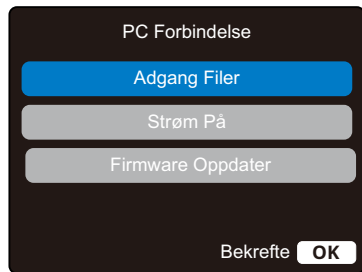 PC Forbindelse
Adgang Filer
Strøm På
Firmware Oppdater
Bekrefte OK